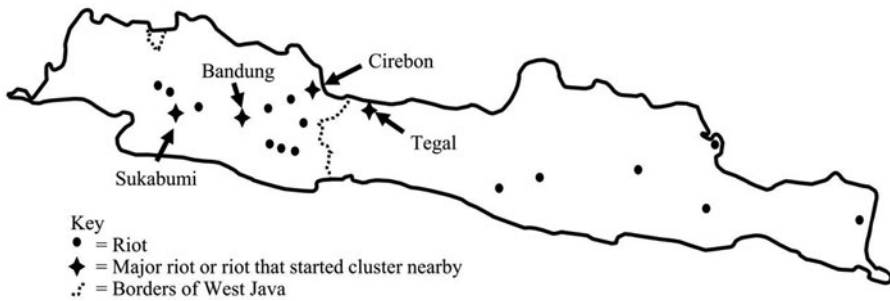 Cirebon
Bandung
Tegal
Sukabumi
Key
= Riot
= Major riot or riot that started cluster nearby
= Borders of West Java